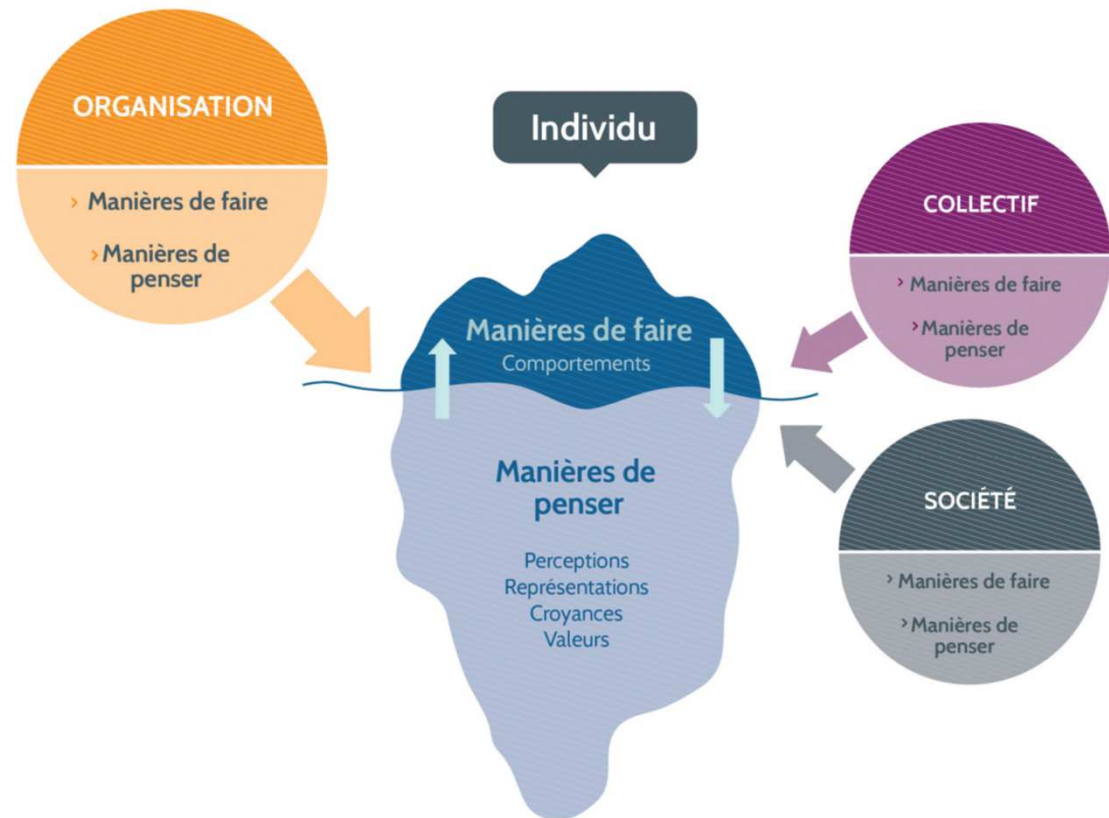 ORGANISATION
› Manières de faire
› Manières de
penser
Individu
Manières de faire
Comportements
Manières de
penser
Perceptions
Représentations
Croyances
Valeurs
COLLECTIF
› Manières de faire
› Manières de
penser
SOCIÉTÉ
› Manières de faire
› Manières de
penser